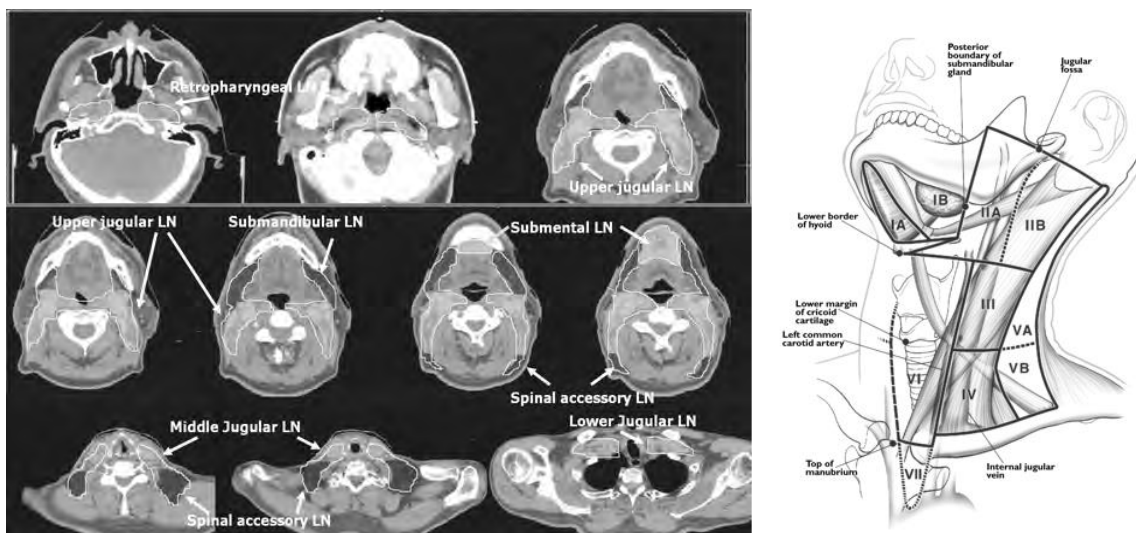 Retropharyngeal LN
Upper jugular LN
Upper jugular LN
Submandibular LN
Submental LN
Spinal accessory LN
Middle Jugular LN
Lower Jugular LN
Spinal accessory LN
Posterior
boundary of
submandibular
gland
Jugular
fossa
IB
IIA
IA
IIB
Lower border
of hyoid
III
Lower margin
of cricoid
cartilage
VA
Left common
carotid artery
VB
VI
IV
Top of
manubrium
VII
Internal jugular
vein